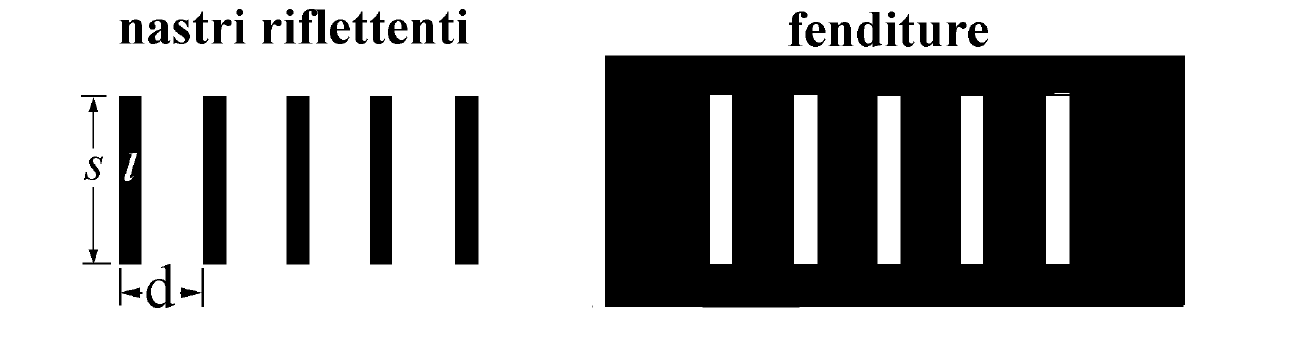 nastri riflettenti
fenditure
s l
d